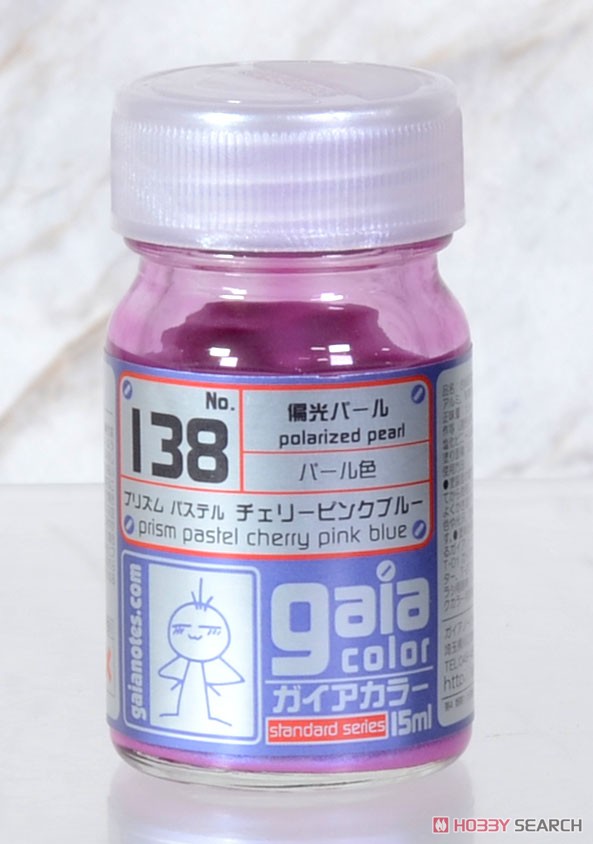 No.
138
偏光パール
polarized pearl
パール色
プリズム パステル チェリーピンクブルー
prism pastel cherry pink blue
gaianotes.com
gaia
color
ガイアカラー
standard series 15ml
HOBBY SEARCH